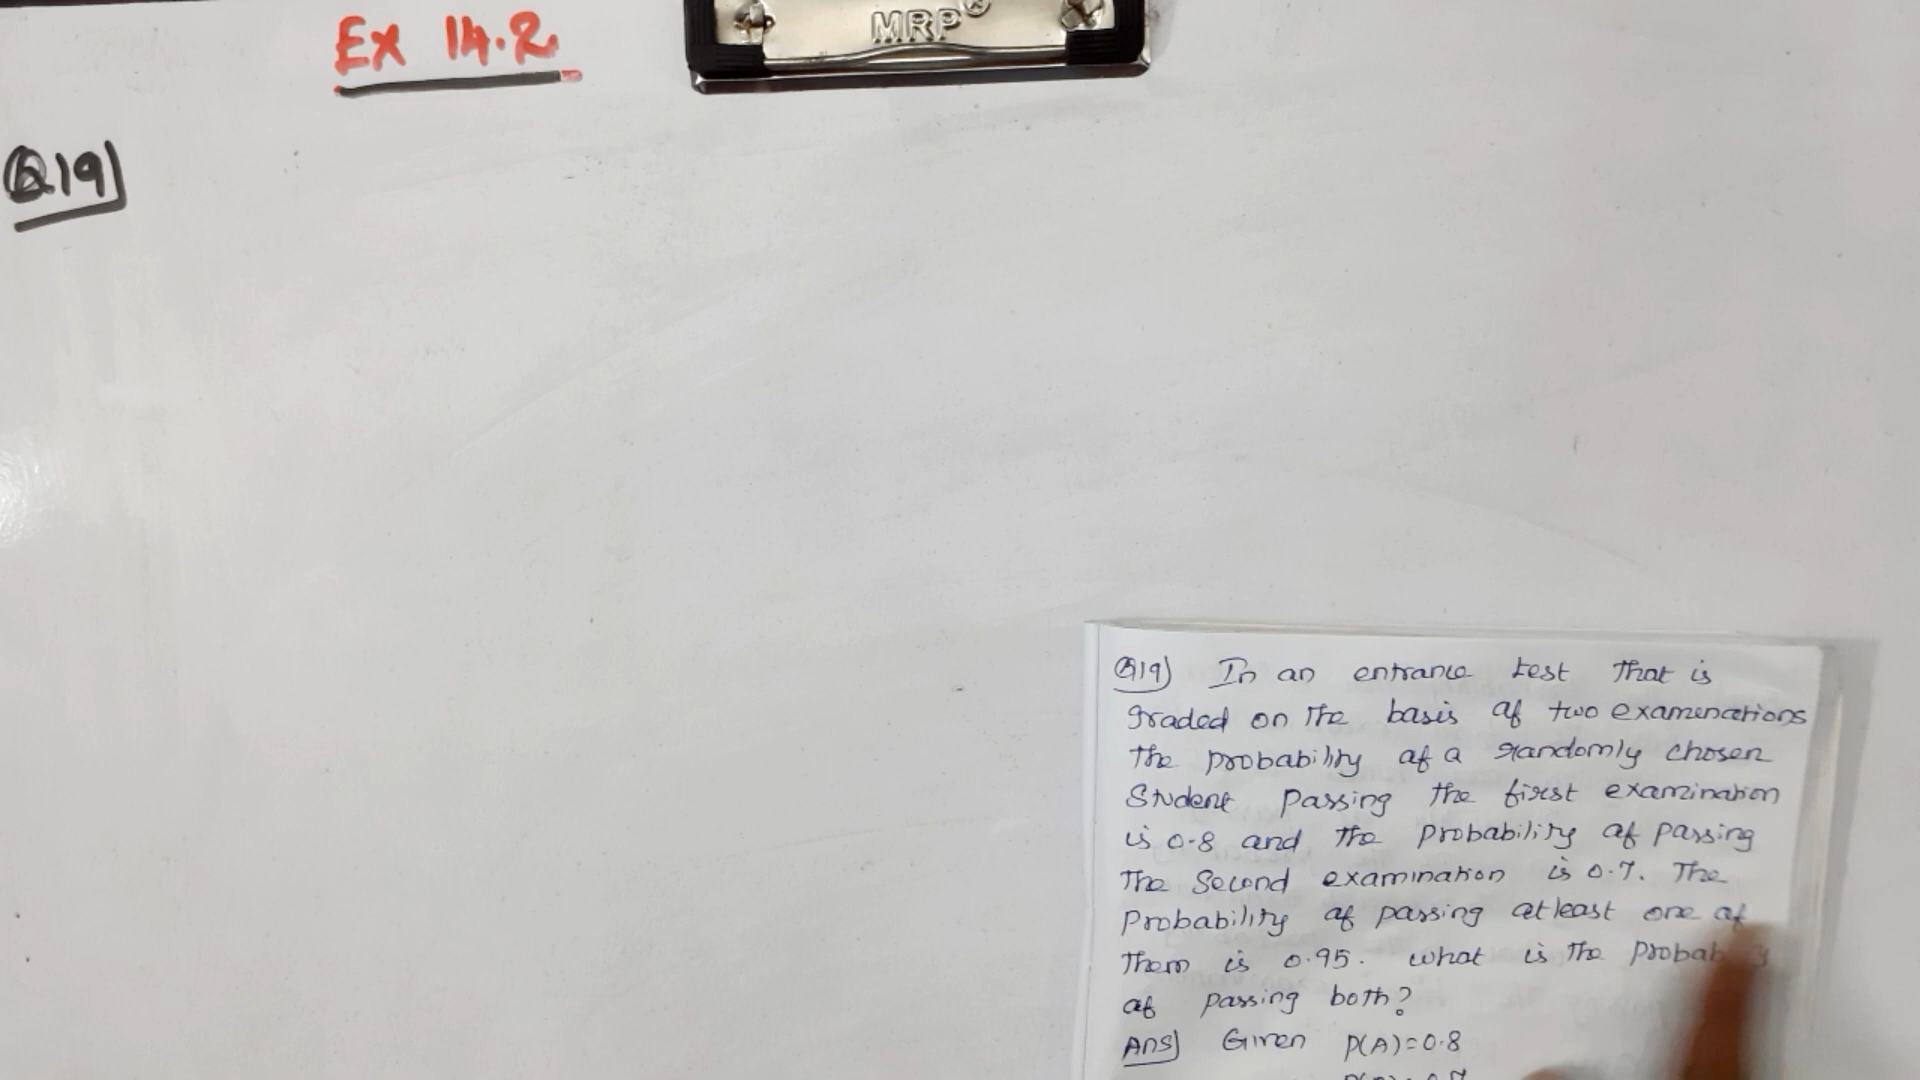 Ex 14.2
MRP®
Q19)
Q19) In an entrance test that is
graded on the basis of two examinations
the probability of a randomly chosen
Student passing the first examination
is 0.8 and the probability of passing
The Second examination is 0.7. The
Probability of passing atleast one of
Them is 0.95. what is the
of passing both?
Ans) Given P(A)=0.8